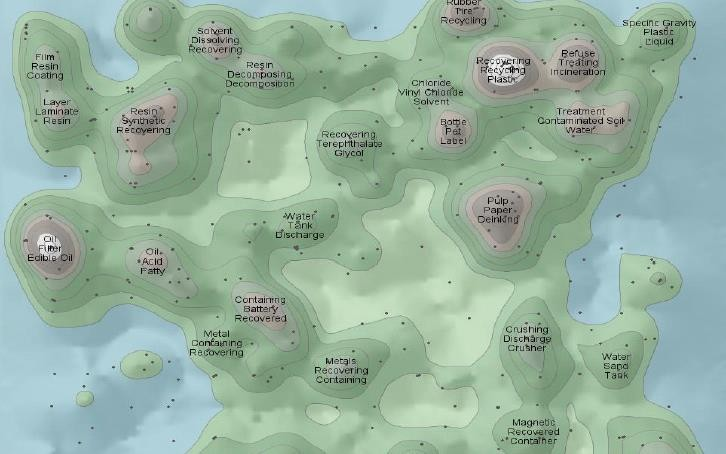 Rubber
Tire
Recycling
Solvent
Dissolving
Recovering
Specific Gravity
Plastic
Liquid
Film
Resin
Coating
Resin
Decomposing
Decomposition
Recovering
Recycling
Plastic
Refuse
Treating
Incineration
Chloride
Vinyl Chloride
Solvent
Layer
Laminate
Resin
Resin
Synthetic
Recovering
Bottle
Pet
Label
Treatment
Contaminated Soil
Water
Recovering
Terephthalate
Glycol
Pulp
Paper
Deinking
Water
Tank
Discharge
Oil
Filter
Edible Oil
Oil
Acid
Fatty
Containing
Battery
Recovered
Metal
Containing
Recovering
Crushing
Discharge
Crusher
Metals
Recovering
Containing
Water
Sand
Tank
Magnetic
Recovered
Container